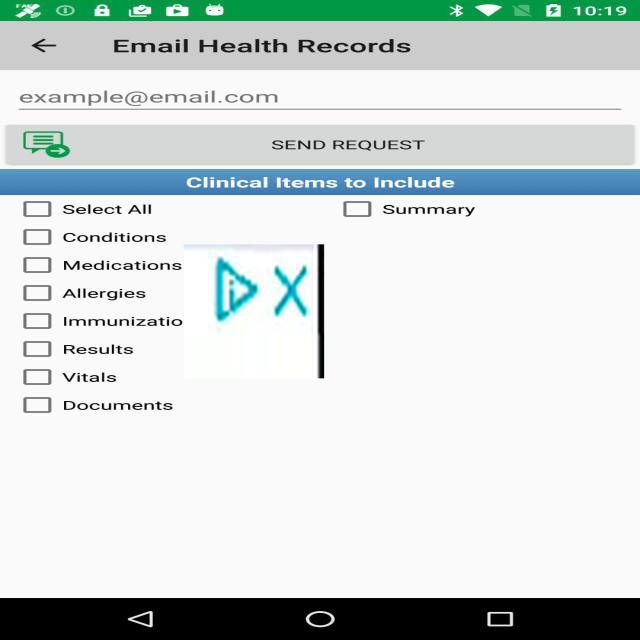 10:19
Email Health Records
example@email.com
SEND REQUEST
Clinical Items to Include
Select All
Summary
Conditions
Medications
Allergies
Immunizatio
Results
Vitals
Documents